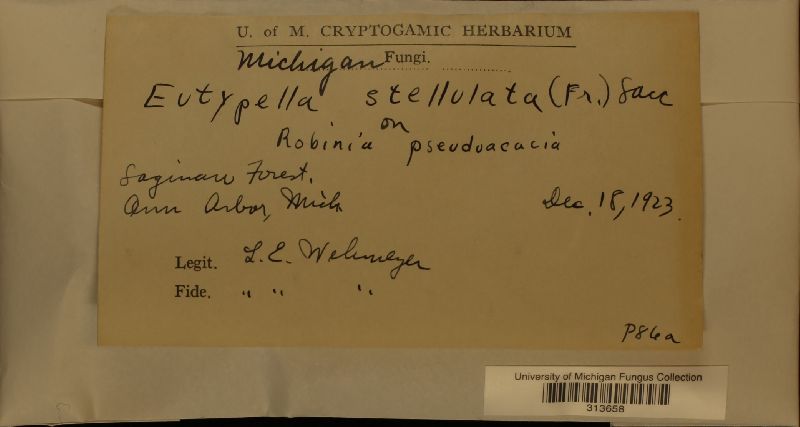 U. of M. CRYPTOGAMIC HERBARIUM
Michigan Fungi.
Eutypella stellulata (Fr.) Sacc
on
Robinia pseudoacacia
Saginaw Forest.
Ann Arbor, Mich Dec. 18, 1923.
Legit. L. E. Wehmeyer
Fide. " " "
P86a
University of Michigan Fungus Collection
313658